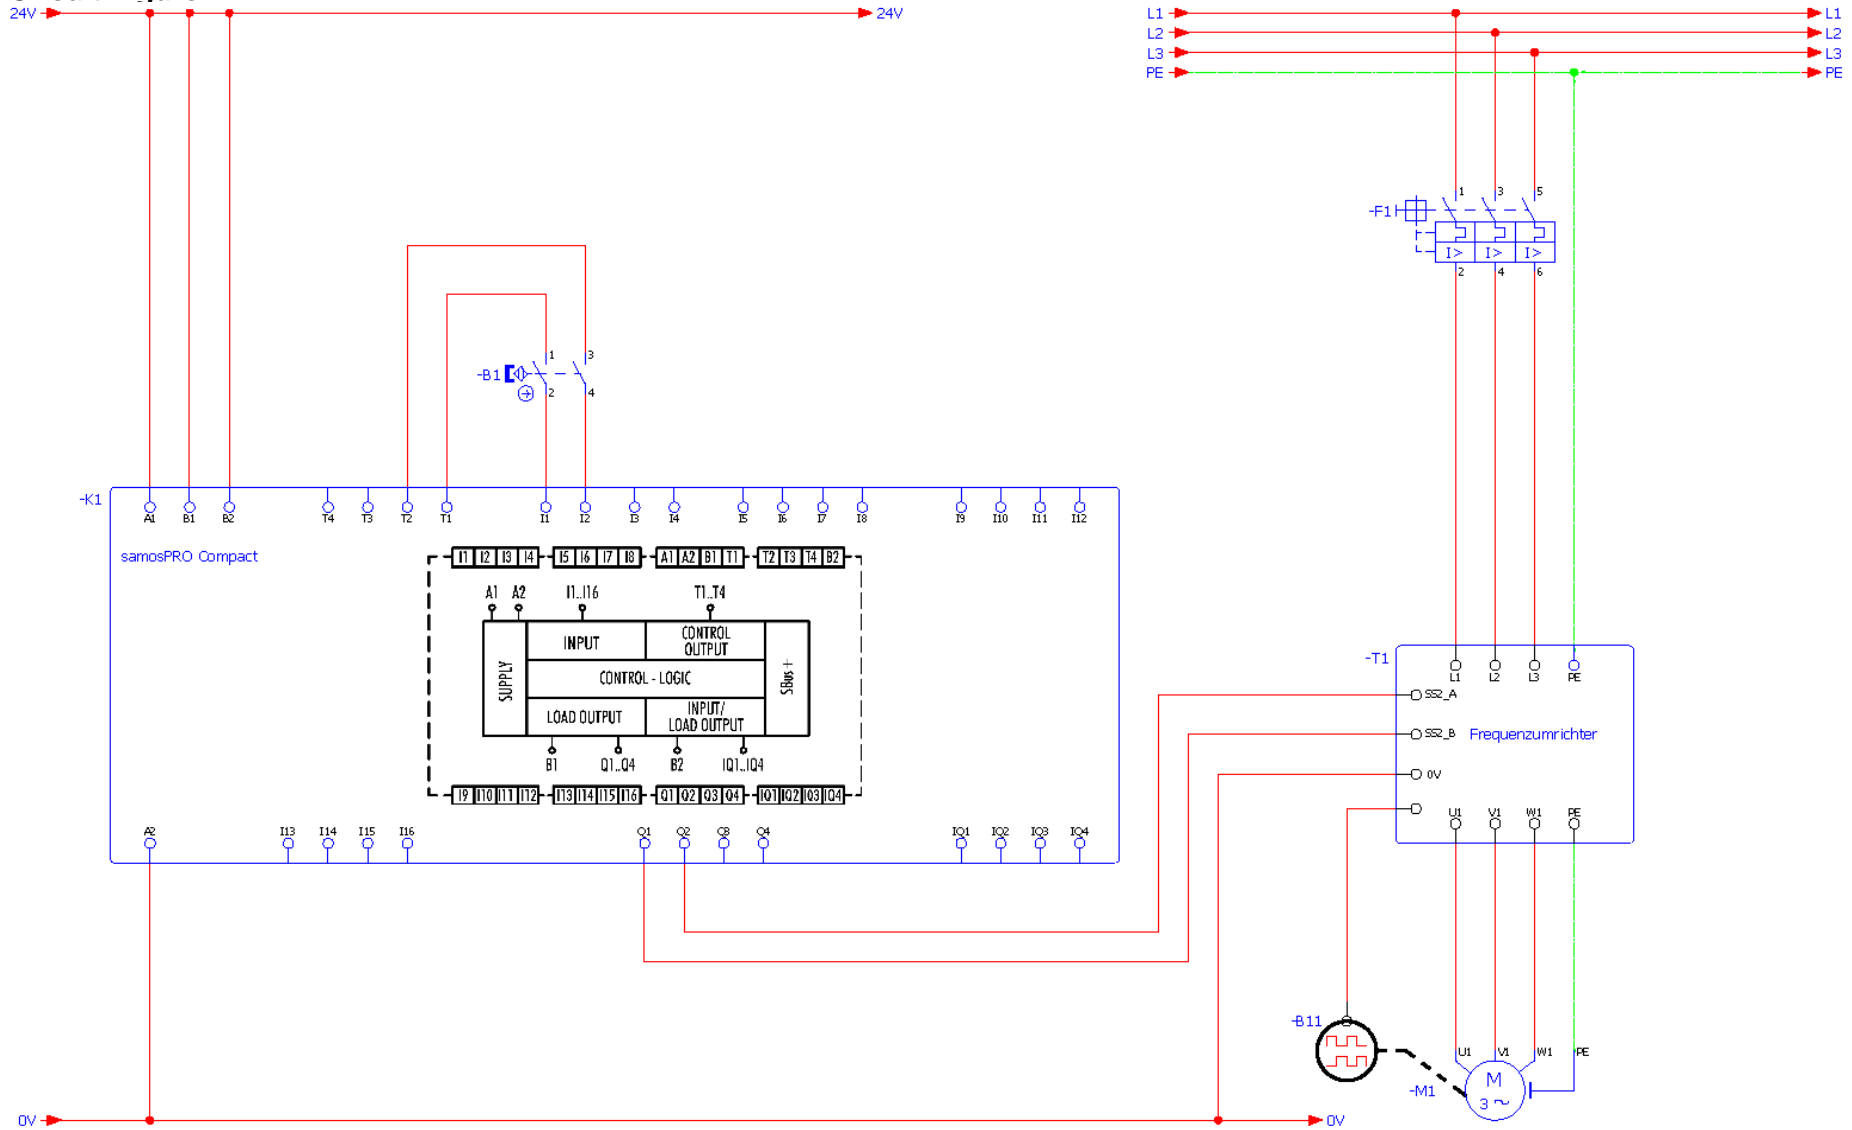 24V
24V
L1
L1
L2
L2
L3
L3
PE
PE
-F1
1
3
5
I>
I>
I>
2
4
6
-B1
1
3
2
4
-K1
A1
B1
B2
T4
T3
T2
T1
I1
I2
I3
I4
I5
I6
I7
I8
I9
I10
I11
I12
samosPRO Compact
I1 I2 I3 I4
I5 I6 I7 I8
A1 A2 B1 T1
T2 T3 T4 B2
A1
A2
I1..I16
T1..T4
SUPPLY
INPUT
CONTROL
OUTPUT
CONTROL - LOGIC
SBus+
LOAD OUTPUT
INPUT/
LOAD OUTPUT
B1
Q1..Q4
B2
IQ1..IQ4
I9 I10 I11 I12
I13 I14 I15 I16
Q1 Q2 Q3 Q4
IQ1 IQ2 IQ3 IQ4
A2
I13
I14
I15
I16
Q1
Q2
Q3
Q4
IQ1
IQ2
IQ3
IQ4
-T1
L1
L2
L3
PE
SS2_A
SS2_B
Frequenzumrichter
0V
U1
V1
W1
PE
-B11
U1
V1
W1
PE
-M1
M
3 ~
0V
0V